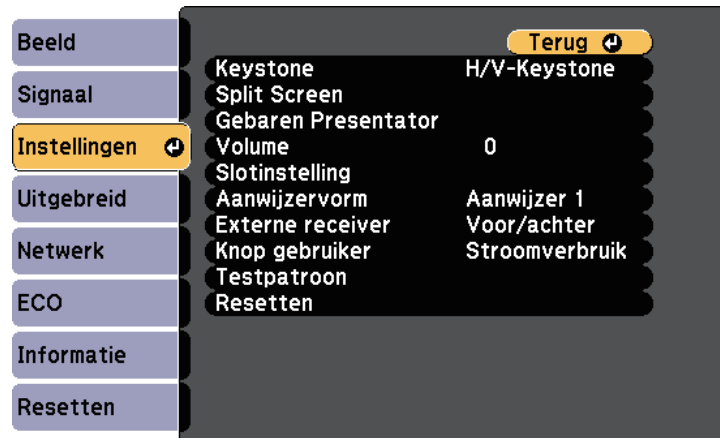 Beeld
Signaal
Instellingen
Uitgebreid
Netwerk
ECO
Informatie
Resetten
Terug
Keystone H/V-Keystone
Split Screen
Gebaren Presentator
Volume 0
Slotinstelling
Aanwijzervorm Aanwijzer 1
Externe receiver Voor/achter
Knop gebruiker Stroomverbruik
Testpatroon
Resetten